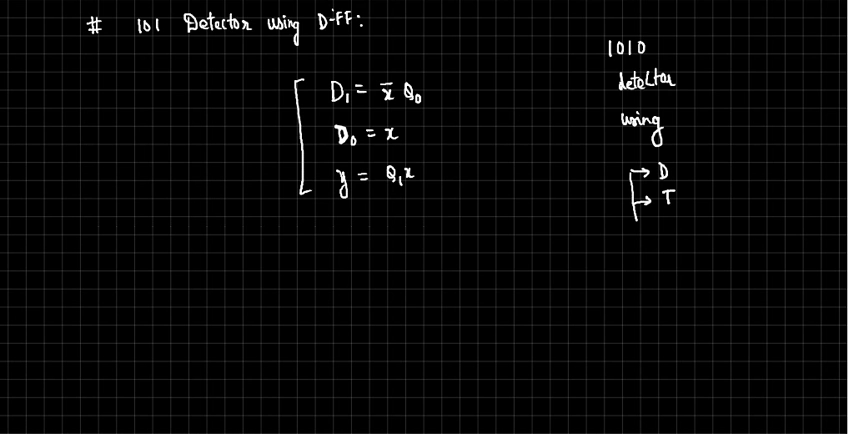 # 101 Detector using D-FF:
D₁ = x̄ Q₀
D₀ = x
y = Q₁x
1010
detector
using
→ D
→ T